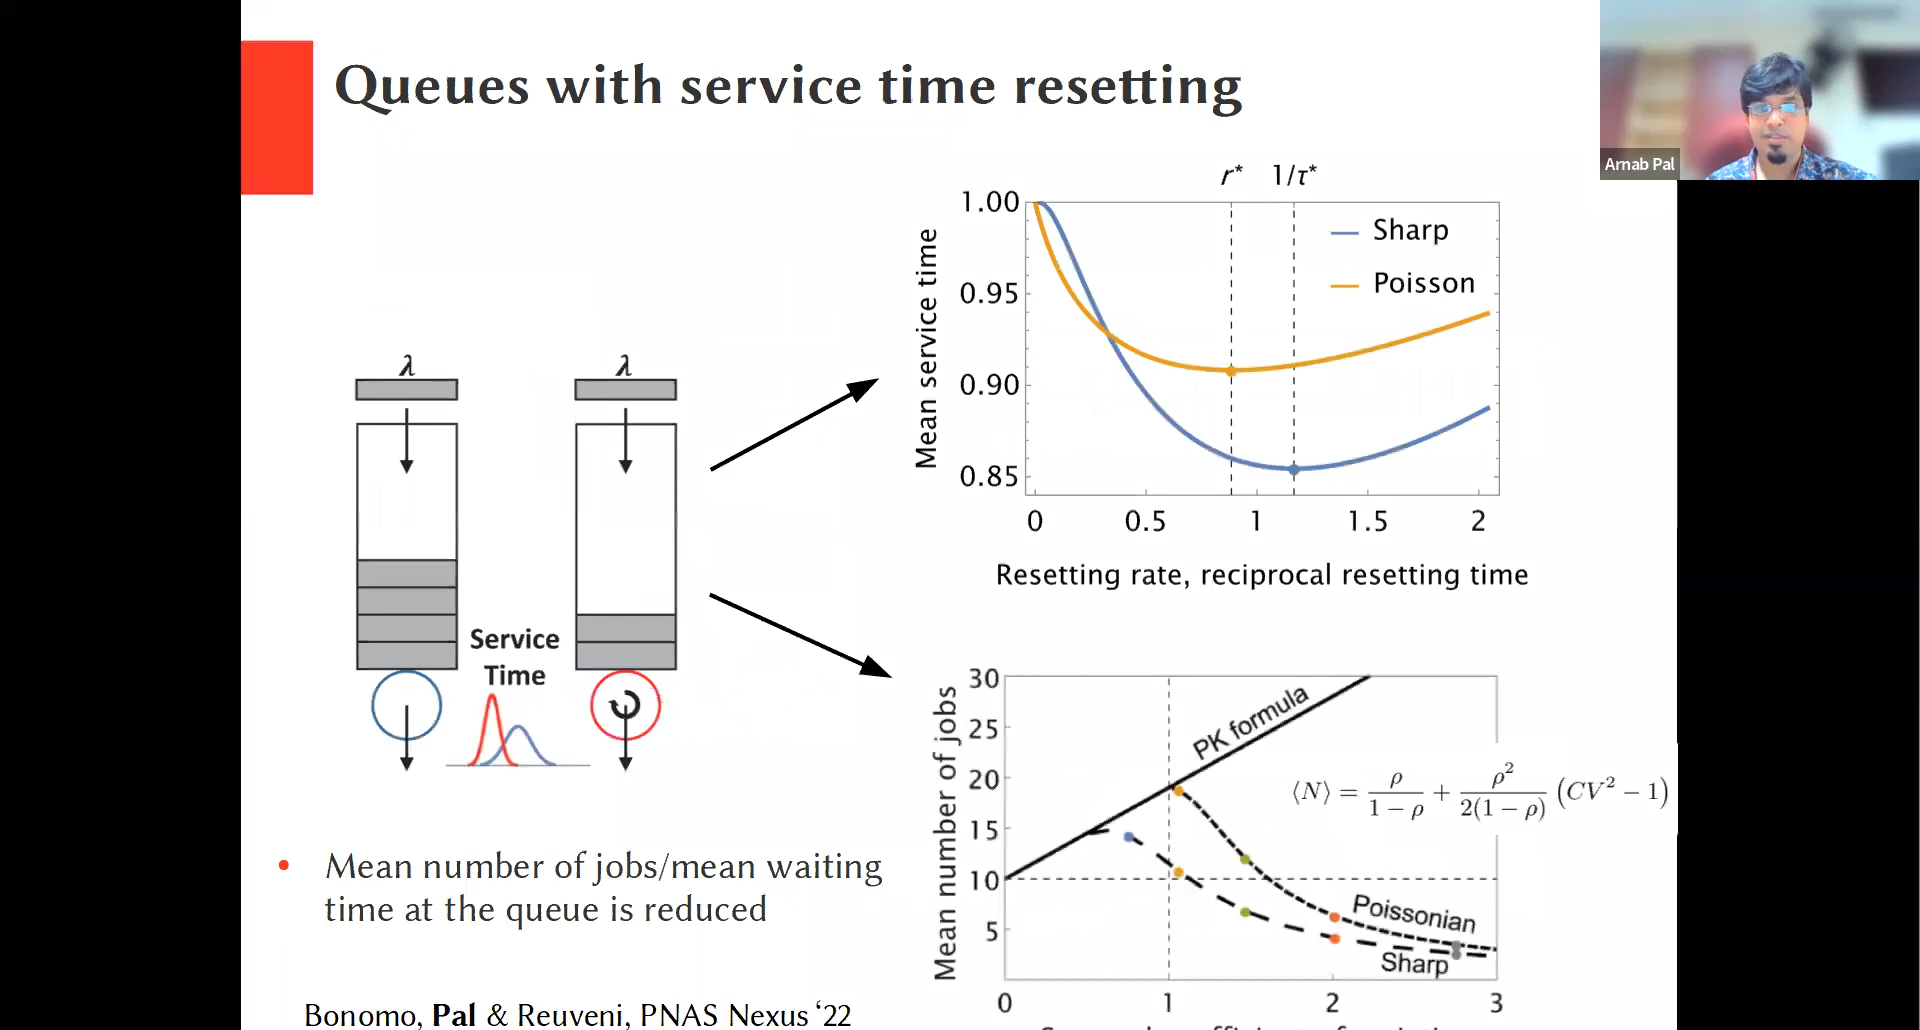 Queues with service time resetting
Arnab Pal
r* 1/τ*
1.00
0.95
0.90
0.85
Mean service time
Sharp
Poisson
0 0.5 1 1.5 2
Resetting rate, reciprocal resetting time
λ λ
Service
Time
30
25
20
15
10
5
Mean number of jobs
PK formula
⟨N⟩ = ρ/(1 − ρ) + ρ²/(2(1 − ρ)) (CV² − 1)
Poissonian
Sharp
0 1 2 3
• Mean number of jobs/mean waiting
time at the queue is reduced
Bonomo, Pal & Reuveni, PNAS Nexus ‘22